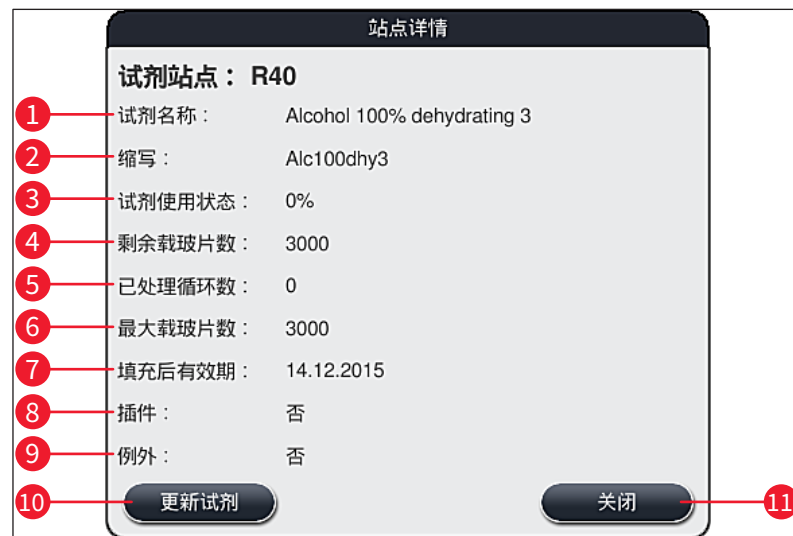 站点详情
试剂站点： R40
1 试剂名称： Alcohol 100% dehydrating 3
2 缩写： Alc100dhy3
3 试剂使用状态： 0%
4 剩余载玻片数： 3000
5 已处理循环数： 0
6 最大载玻片数： 3000
7 填充后有效期： 14.12.2015
8 插件： 否
9 例外： 否
10 更新试剂 关闭 11